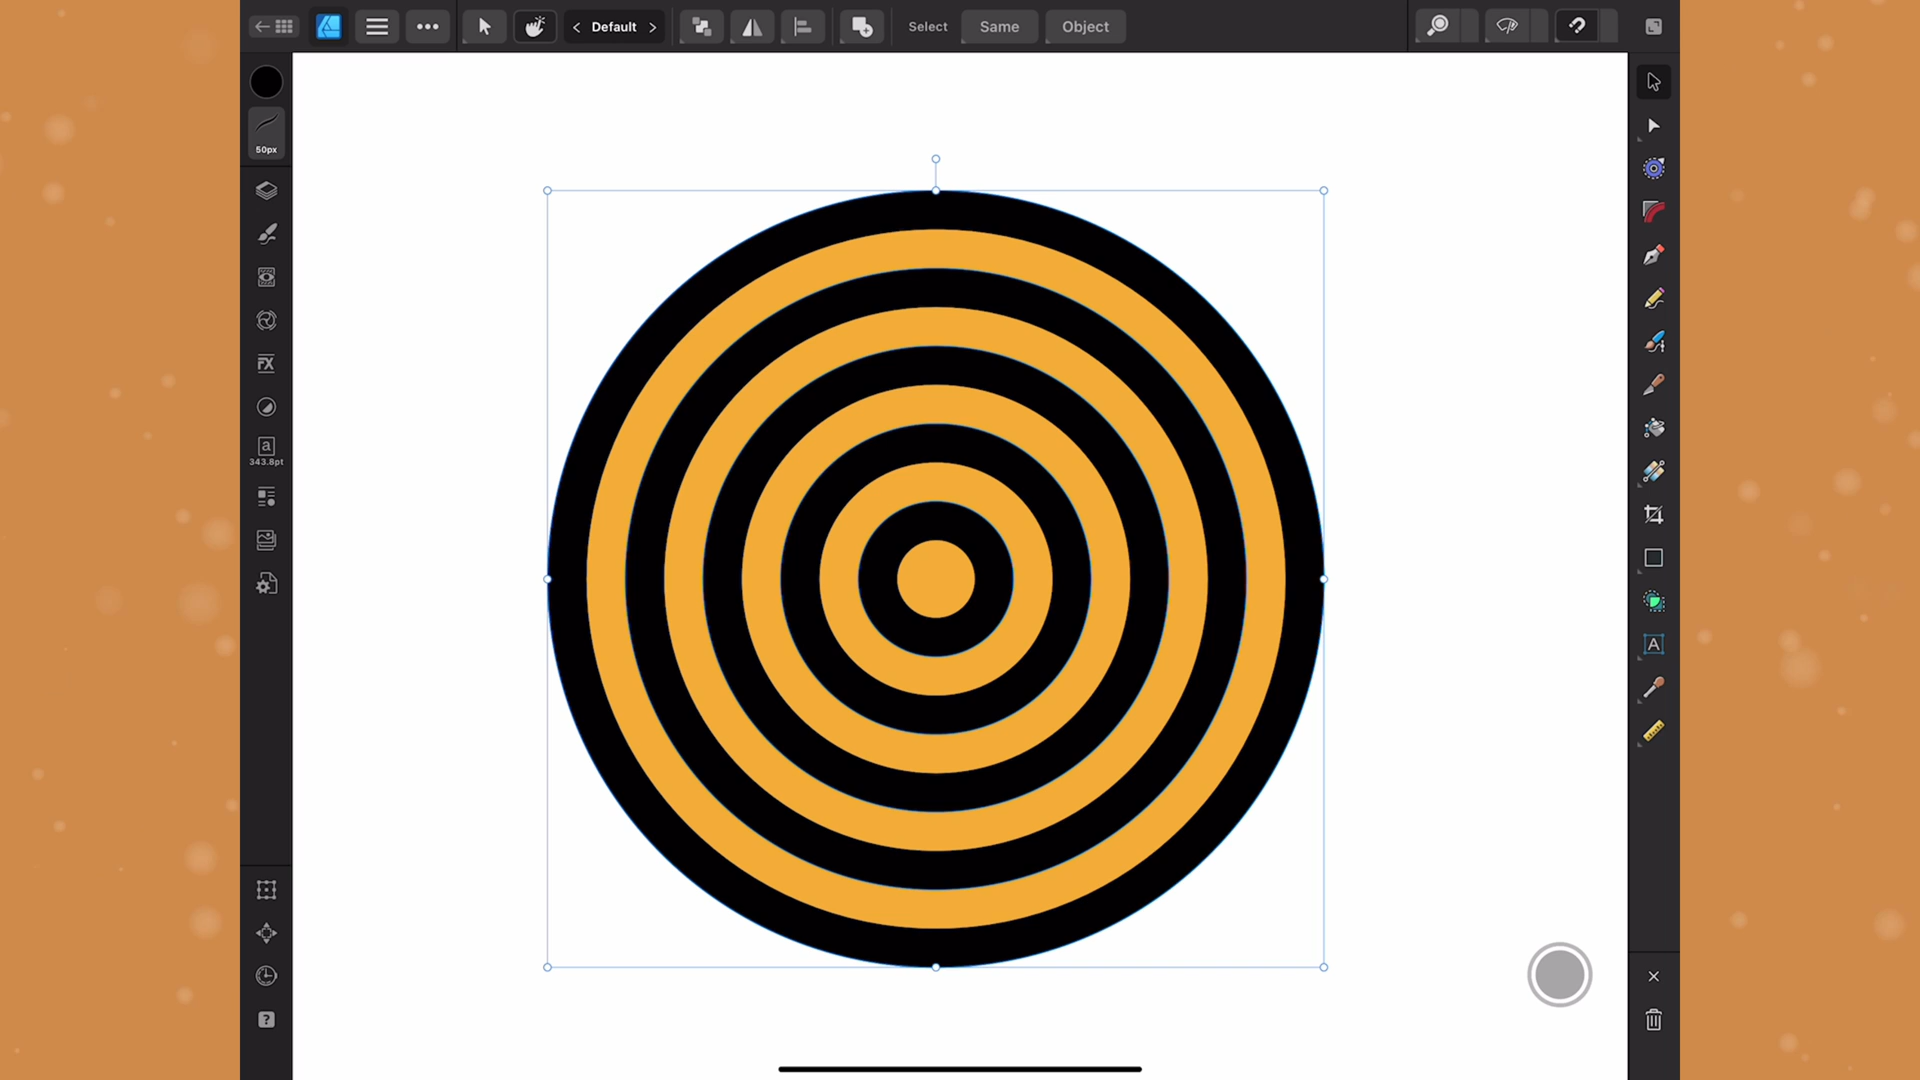 < Default >
Select
Same
Object
50px
a
343.8pt
A
?